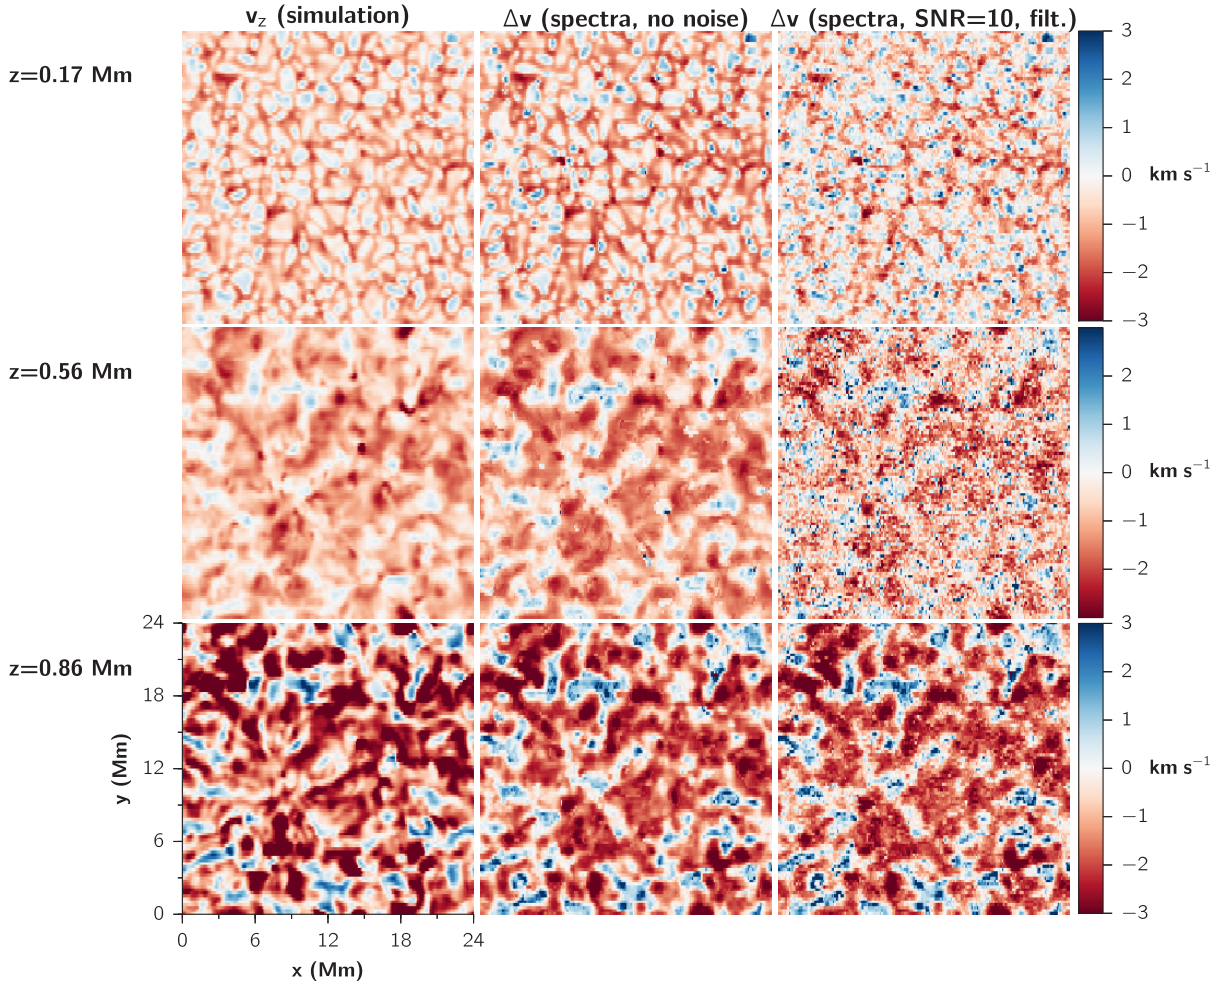 v_z (simulation)
Δv (spectra, no noise)
Δv (spectra, SNR=10, filt.)
z=0.17 Mm
3
2
1
0
−1
−2
−3
km s⁻¹
z=0.56 Mm
2
1
0
−1
−2
km s⁻¹
z=0.86 Mm
24
18
12
6
0
y (Mm)
0
6
12
18
24
x (Mm)
3
2
1
0
−1
−2
−3
km s⁻¹